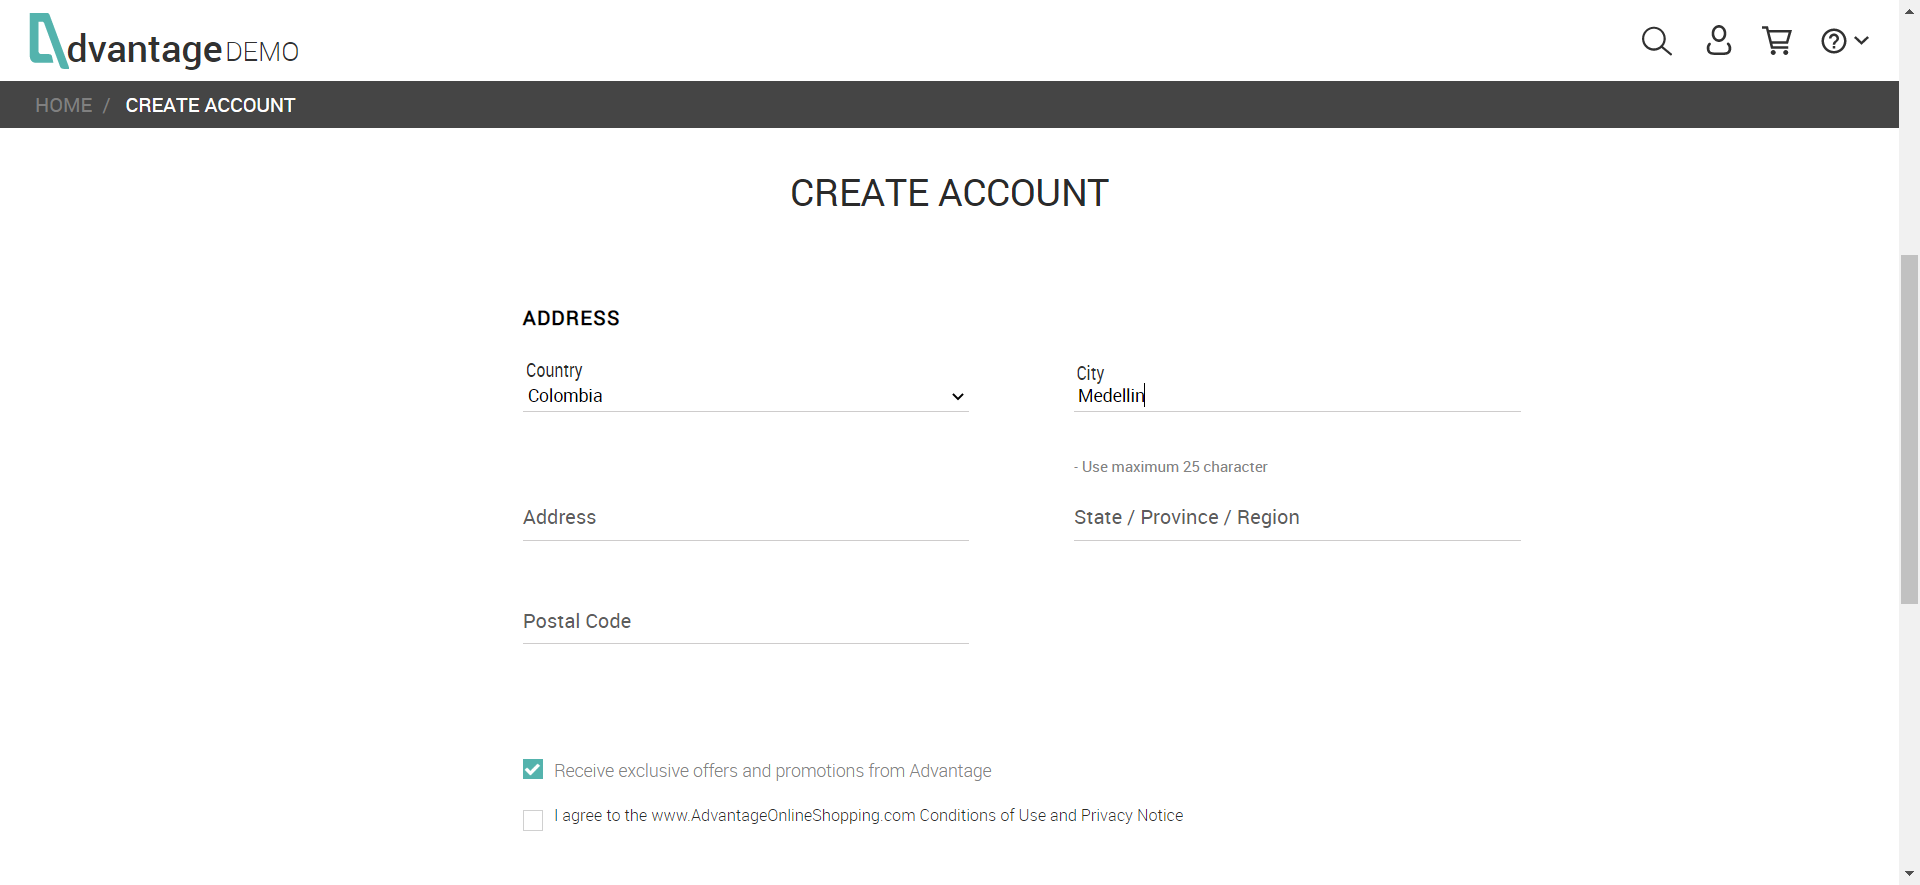 dvantage DEMO
HOME / CREATE ACCOUNT
CREATE ACCOUNT
ADDRESS
Country
Colombia
City
Medellin
- Use maximum 25 character
Address
State / Province / Region
Postal Code
Receive exclusive offers and promotions from Advantage
I agree to the www.AdvantageOnlineShopping.com Conditions of Use and Privacy Notice